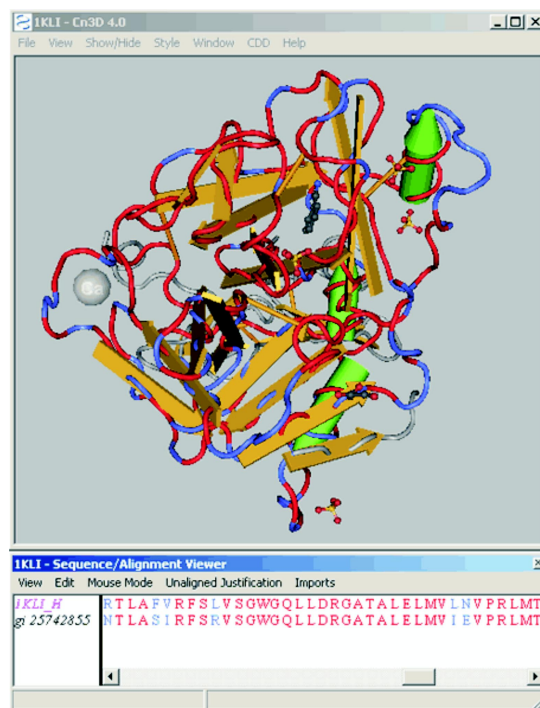 1KLI - Cn3D 4.0
File View Show/Hide Style Window CDD Help
Ca
1KLI - Sequence/Alignment Viewer
View Edit Mouse Mode Unaligned Justification Imports
1KLI_H RTLAFVRFSLVSGWGQLLDRGATALELMVLNVPRLMT
gi 25742855 NTLASIRFSRVSGWGQLLDRGATALELMVIEVPRLMT